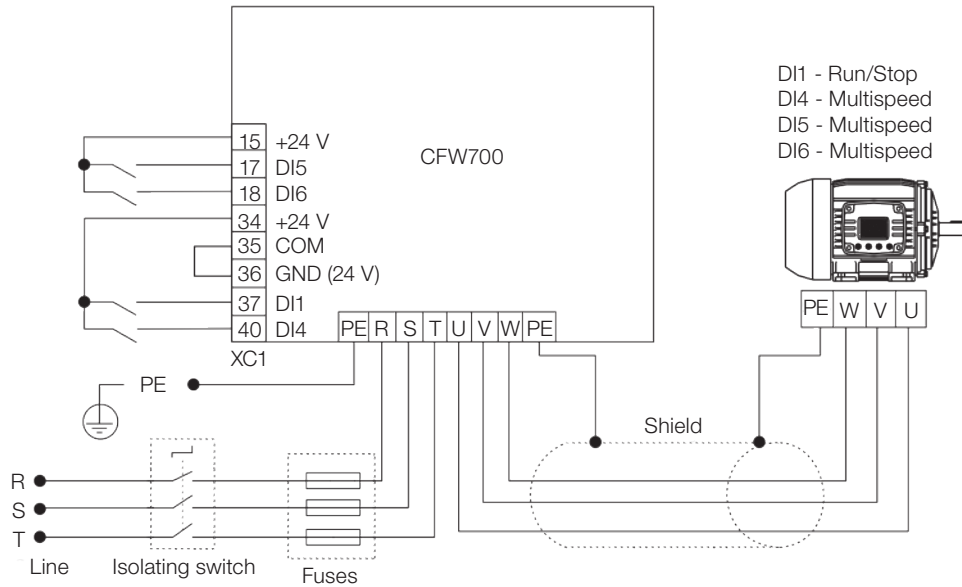 DI1 - Run/Stop
DI4 - Multispeed
DI5 - Multispeed
DI6 - Multispeed
CFW700
15 +24 V
17 DI5
18 DI6
34 +24 V
35 COM
36 GND (24 V)
37 DI1
40 DI4
XC1
PE R S T U V W PE
PE W V U
PE
Shield
R
S
T
Line
Isolating switch
Fuses